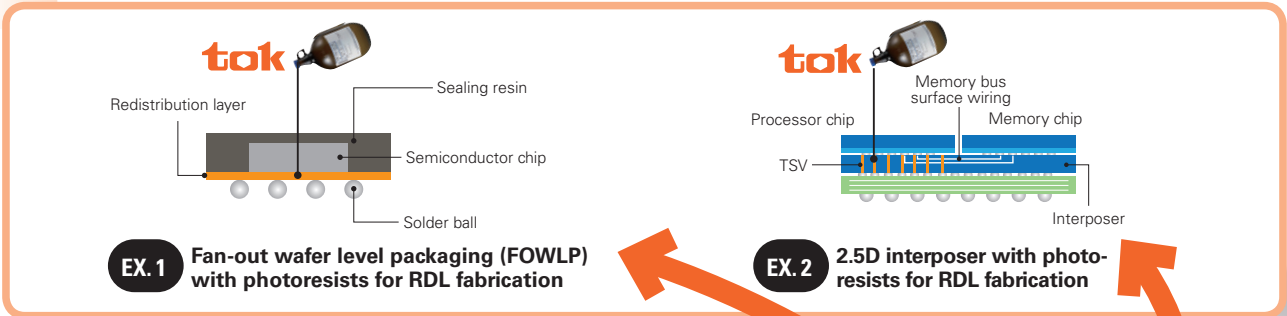 tok
Sealing resin
Redistribution layer
Semiconductor chip
Solder ball
EX. 1
Fan-out wafer level packaging (FOWLP)
with photoresists for RDL fabrication
tok
Memory bus
surface wiring
Processor chip
Memory chip
TSV
Interposer
EX. 2
2.5D interposer with photo-
resists for RDL fabrication